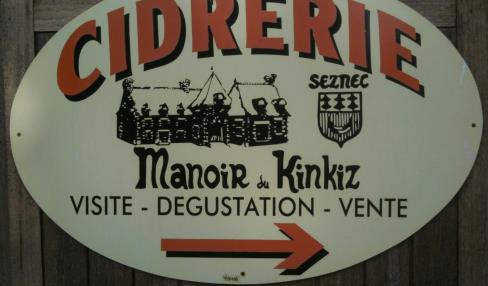 CIDRERIE
SEZNEC
Manoir du Kinkiz
VISITE - DEGUSTATION - VENTE